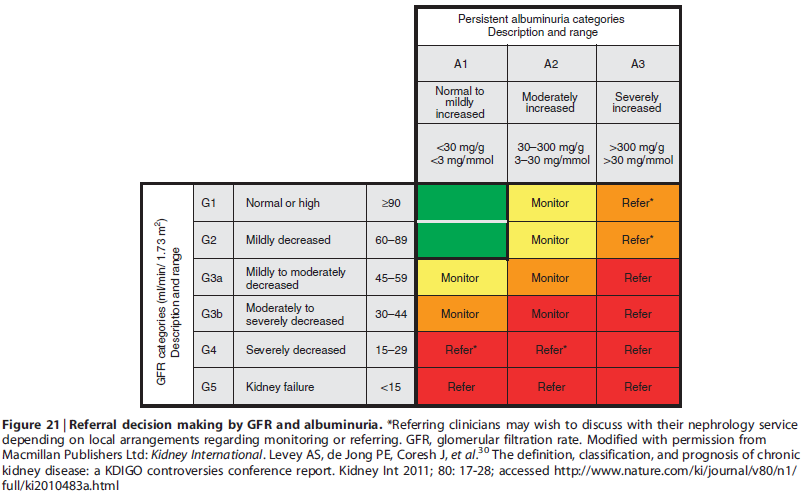 Persistent albuminuria categories
Description and range
A1 A2 A3
Normal to mildly increased Moderately increased Severely increased
<30 mg/g <3 mg/mmol 30–300 mg/g 3–30 mg/mmol >300 mg/g >30 mg/mmol
GFR categories (ml/min/ 1.73 m²)
Description and range
G1 Normal or high ≥90 Monitor Refer*
G2 Mildly decreased 60–89 Monitor Refer*
G3a Mildly to moderately decreased 45–59 Monitor Monitor Refer
G3b Moderately to severely decreased 30–44 Monitor Monitor Refer
G4 Severely decreased 15–29 Refer* Refer* Refer
G5 Kidney failure <15 Refer Refer Refer
Figure 21 | Referral decision making by GFR and albuminuria. *Referring clinicians may wish to discuss with their nephrology service
depending on local arrangements regarding monitoring or referring. GFR, glomerular filtration rate. Modified with permission from
Macmillan Publishers Ltd: Kidney International. Levey AS, de Jong PE, Coresh J, et al.30 The definition, classification, and prognosis of chronic
kidney disease: a KDIGO controversies conference report. Kidney Int 2011; 80: 17-28; accessed http://www.nature.com/ki/journal/v80/n1/
full/ki2010483a.html